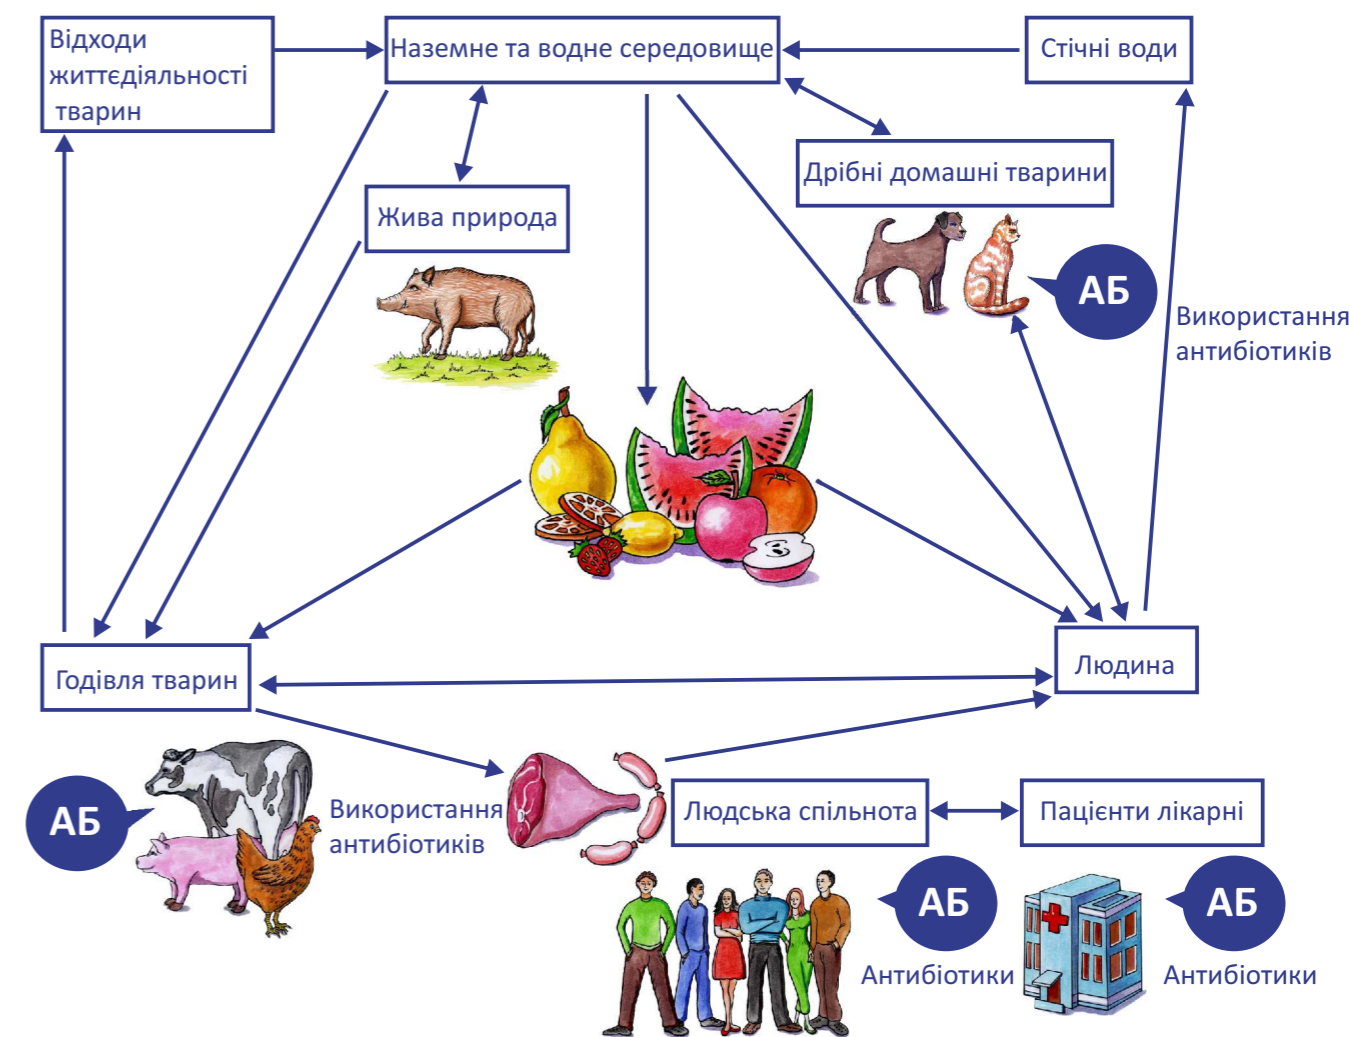 Відходи
життєдіяльності
тварин
Наземне та водне середовище
Стічні води
Дрібні домашні тварини
Жива природа
АБ
Використання
антибіотиків
Годівля тварин
Людина
АБ
Використання
антибіотиків
Людська спільнота
Пацієнти лікарні
АБ
АБ
Антибіотики
Антибіотики